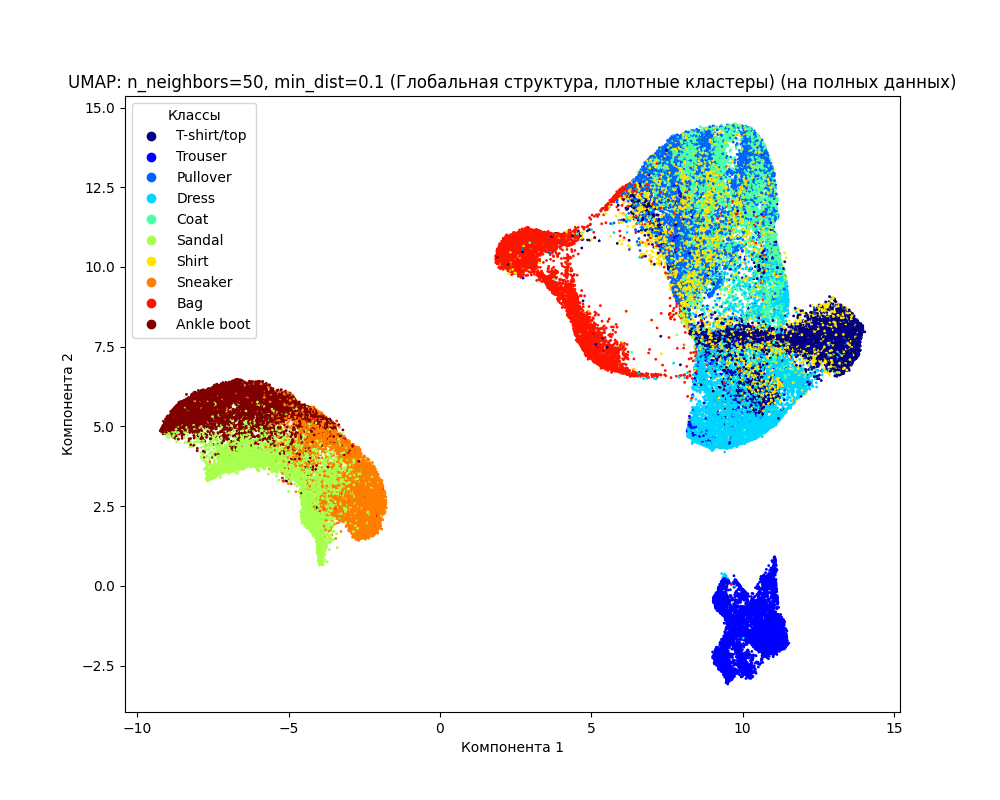 UMAP: n_neighbors=50, min_dist=0.1 (Глобальная структура, плотные кластеры) (на полных данных)
Классы
T-shirt/top
Trouser
Pullover
Dress
Coat
Sandal
Shirt
Sneaker
Bag
Ankle boot
15.0
12.5
10.0
7.5
5.0
2.5
0.0
−2.5
Компонента 2
−10
−5
0
5
10
15
Компонента 1